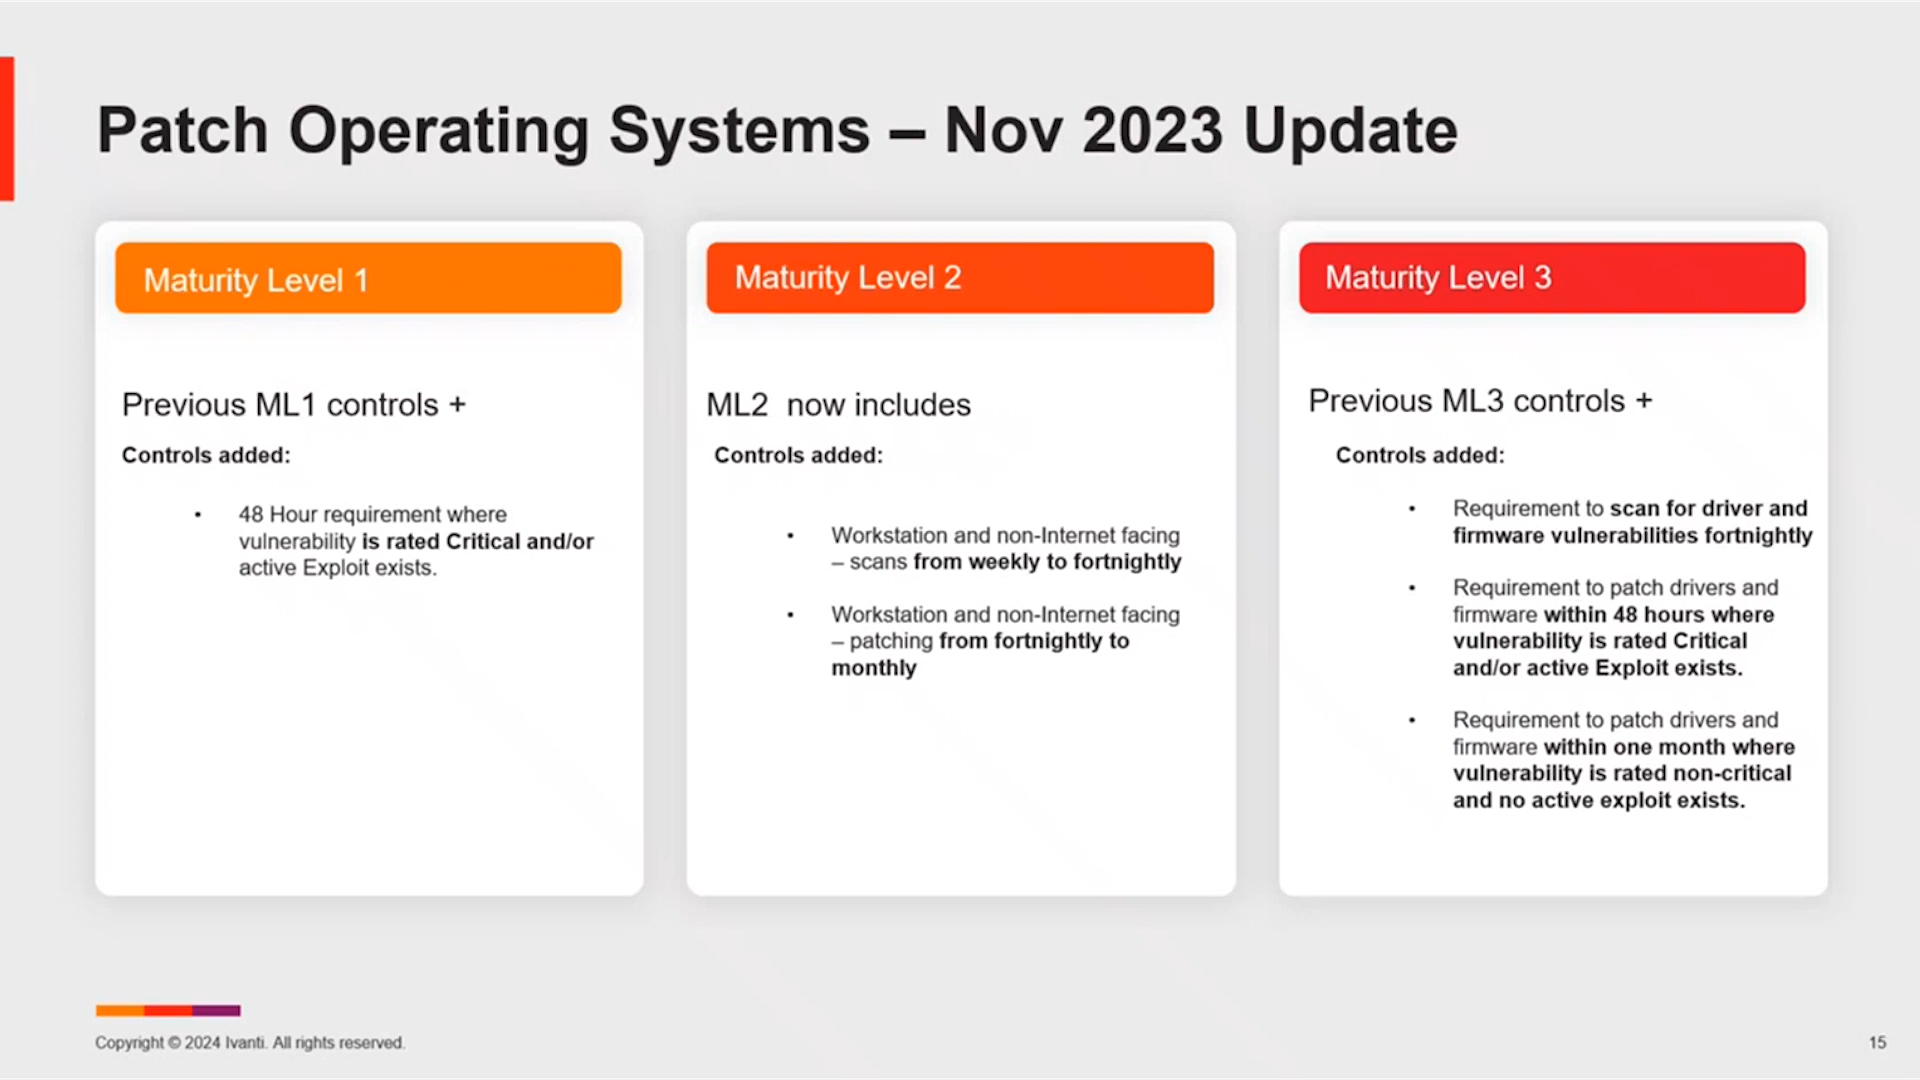 Patch Operating Systems – Nov 2023 Update
Maturity Level 1
Previous ML1 controls +
Controls added:
• 48 Hour requirement where
vulnerability is rated Critical and/or
active Exploit exists.
Maturity Level 2
ML2 now includes
Controls added:
• Workstation and non-Internet facing
– scans from weekly to fortnightly
• Workstation and non-Internet facing
– patching from fortnightly to
monthly
Maturity Level 3
Previous ML3 controls +
Controls added:
• Requirement to scan for driver and
firmware vulnerabilities fortnightly
• Requirement to patch drivers and
firmware within 48 hours where
vulnerability is rated Critical
and/or active Exploit exists.
• Requirement to patch drivers and
firmware within one month where
vulnerability is rated non-critical
and no active exploit exists.
Copyright © 2024 Ivanti. All rights reserved.
15